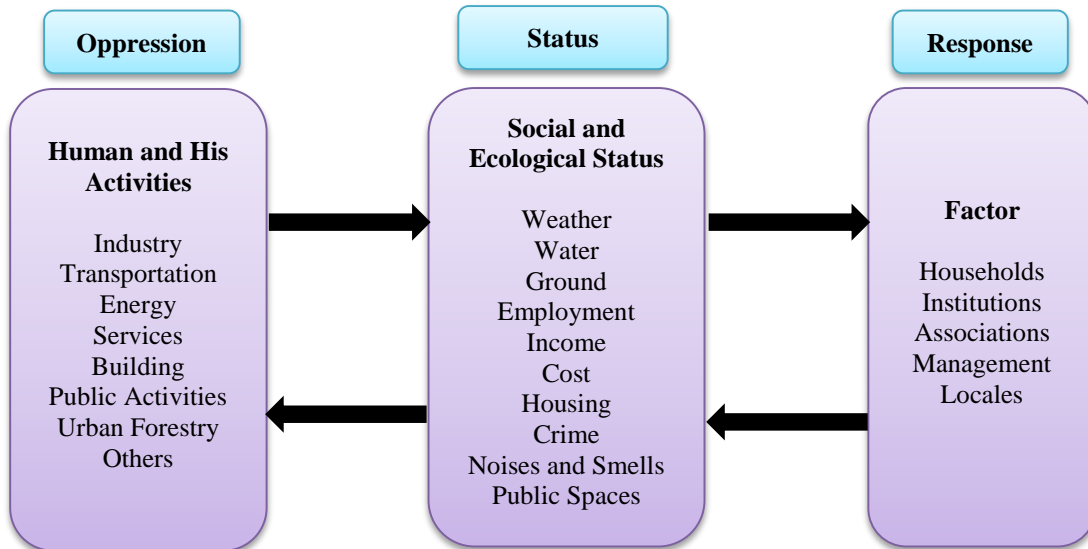 Oppression
Status
Response
Human and His
Activities
Industry
Transportation
Energy
Services
Building
Public Activities
Urban Forestry
Others
Social and
Ecological Status
Weather
Water
Ground
Employment
Income
Cost
Housing
Crime
Noises and Smells
Public Spaces
Factor
Households
Institutions
Associations
Management
Locales